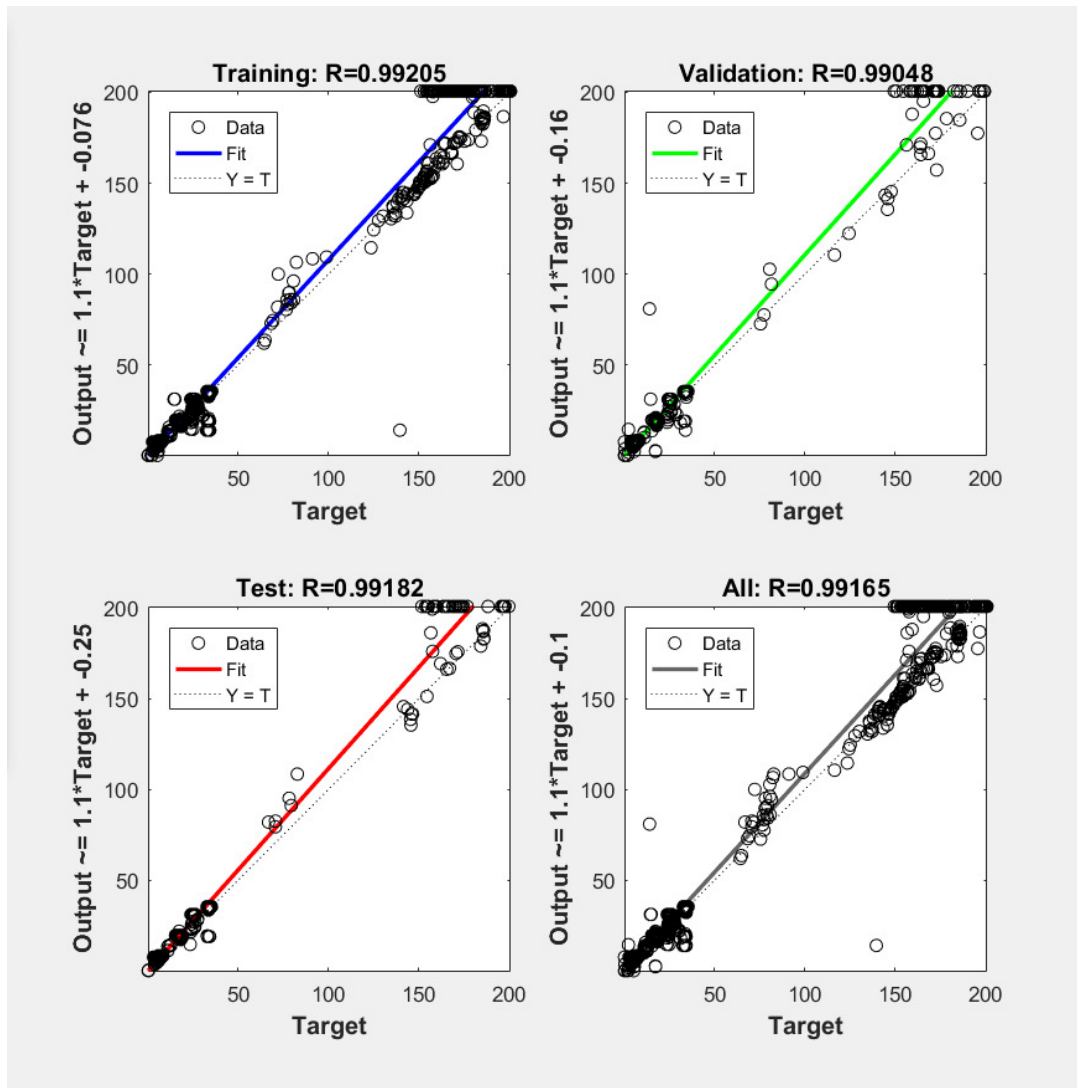 Training: R=0.99205
Output ~= 1.1*Target + -0.076
200
150
100
50
Data
Fit
Y = T
50
100
150
200
Target
Validation: R=0.99048
Output ~= 1.1*Target + -0.16
200
150
100
50
Data
Fit
Y = T
50
100
150
200
Target
Test: R=0.99182
Output ~= 1.1*Target + -0.25
200
150
100
50
Data
Fit
Y = T
50
100
150
200
Target
All: R=0.99165
Output ~= 1.1*Target + -0.1
200
150
100
50
Data
Fit
Y = T
50
100
150
200
Target